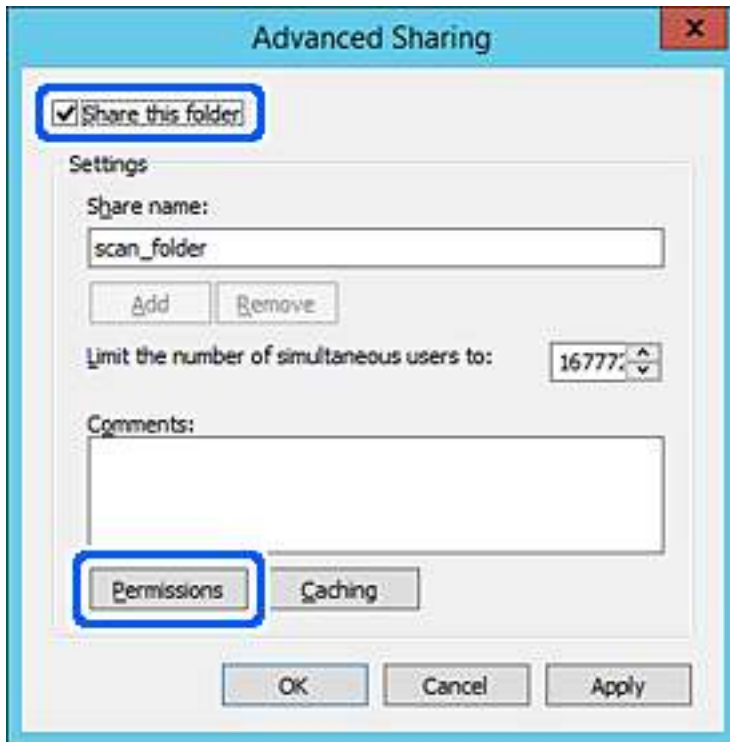 Advanced Sharing
x
Share this folder
Settings
Share name:
scan_folder
Add Remove
Limit the number of simultaneous users to: 16777
Comments:
Permissions Caching
OK Cancel Apply